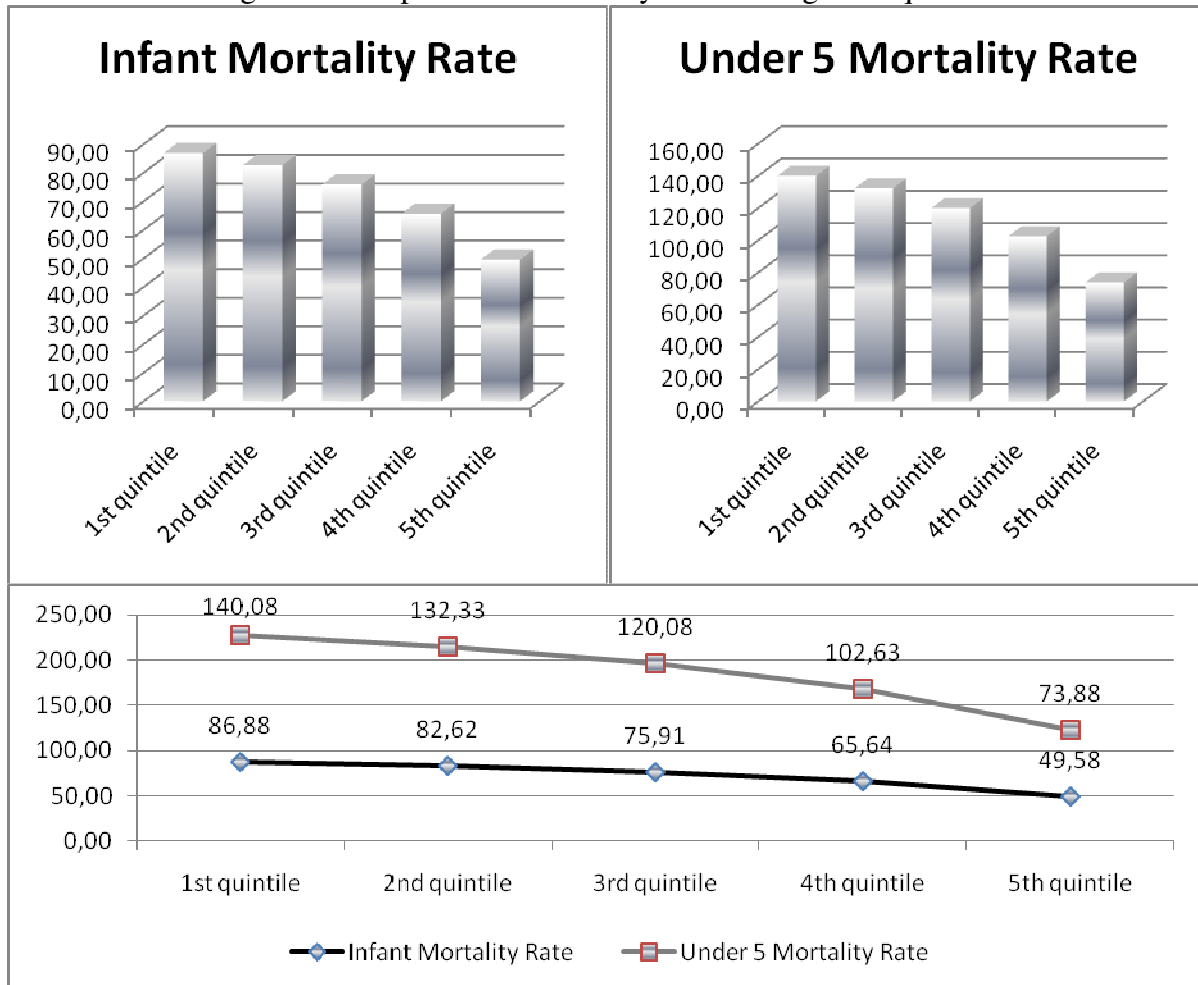 Infant Mortality Rate
90,00
80,00
70,00
60,00
50,00
40,00
30,00
20,00
10,00
0,00
1st quintile
2nd quintile
3rd quintile
4th quintile
5th quintile
Under 5 Mortality Rate
160,00
140,00
120,00
100,00
80,00
60,00
40,00
20,00
0,00
1st quintile
2nd quintile
3rd quintile
4th quintile
5th quintile
250,00
200,00
150,00
100,00
50,00
0,00
140,08 132,33 120,08 102,63 73,88
86,88 82,62 75,91 65,64 49,58
1st quintile 2nd quintile 3rd quintile 4th quintile 5th quintile
Infant Mortality Rate Under 5 Mortality Rate